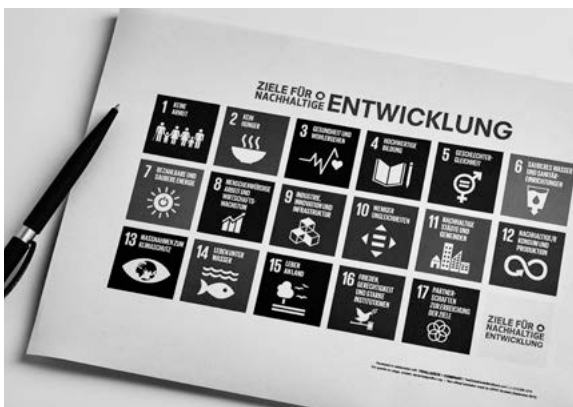 ZIELE FÜR
NACHHALTIGE ENTWICKLUNG
1 KEINE
ARMUT
2 KEIN
HUNGER
3 GESUNDHEIT UND
WOHLERGEHEN
4 HOCHWERTIGE
BILDUNG
5 GESCHLECHTER-
GLEICHHEIT
6 SAUBERES WASSER
UND SANITÄR-
EINRICHTUNGEN
7 BEZAHLBARE UND
SAUBERE ENERGIE
8 MENSCHENWÜRDIGE
ARBEIT UND
WIRTSCHAFTS-
WACHSTUM
9 INDUSTRIE,
INNOVATION UND
INFRASTRUKTUR
10 WENIGER
UNGLEICHHEITEN
11 NACHHALTIGE
STÄDTE UND
GEMEINDEN
12 NACHHALTIGE/R
KONSUM UND
PRODUKTION
13 MASSNAHMEN ZUM
KLIMASCHUTZ
14 LEBEN UNTER
WASSER
15 LEBEN
AN LAND
16 FRIEDEN,
GERECHTIGKEIT
UND STARKE
INSTITUTIONEN
17 PARTNER-
SCHAFTEN
ZUR ERREICHUNG
DER ZIELE
ZIELE FÜR
NACHHALTIGE
ENTWICKLUNG